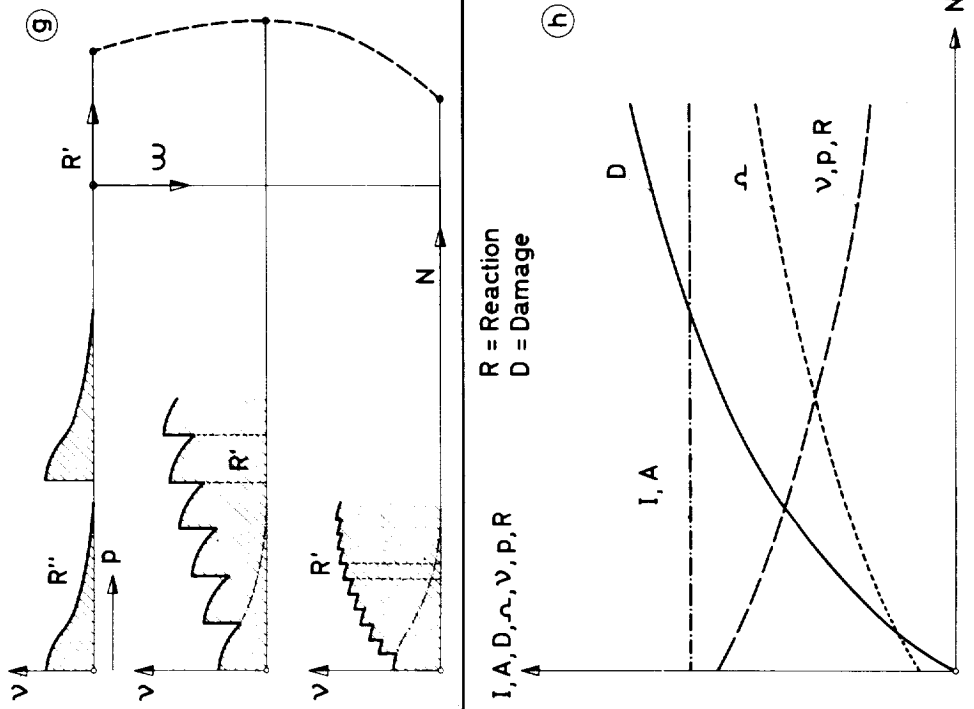 g
ν
R''
p
R'
ω
ν
R'
ν
R'
N
R = Reaction
D = Damage
h
I, A, D, Ω, ν, p, R
I, A
D
Ω
ν, p, R
N